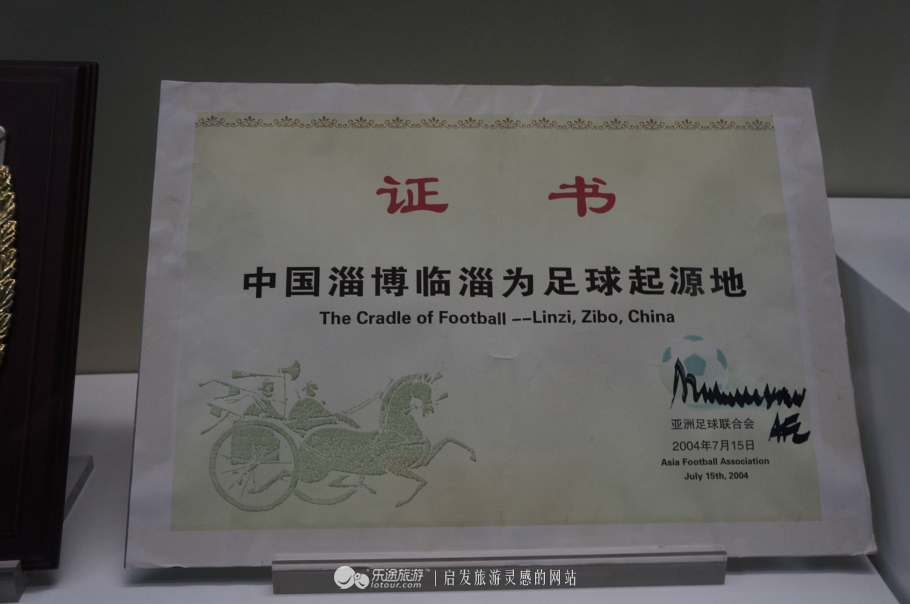 证 书
中国淄博临淄为足球起源地
The Cradle of Football --Linzi, Zibo, China
亚洲足球联合会
2004年7月15日
Asia Football Association
July 15th, 2004
乐途旅游™
lotour.com
启发旅游灵感的网站